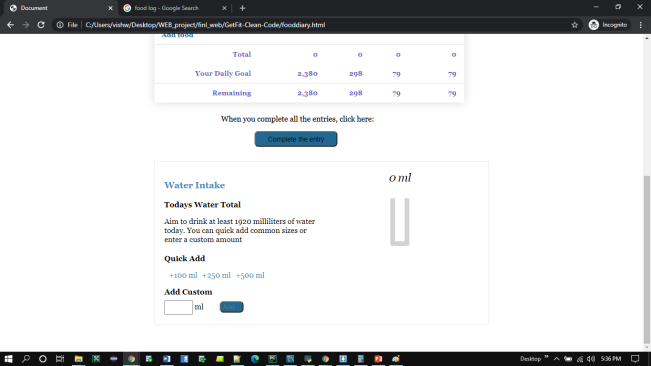 Document
food log - Google Search
File
C:/Users/vishw/Desktop/WEB_project/finl_web/GetFit-Clean-Code/fooddiary.html
Incognito
Add food
Total 0 0 0 0
Your Daily Goal 2,380 298 79 79
Remaining 2,380 298 79 79
When you complete all the entries, click here:
Complete the entry
Water Intake
0 ml
Todays Water Total
Aim to drink at least 1920 milliliters of water
today. You can quick add common sizes or
enter a custom amount
Quick Add
+100 ml +250 ml +500 ml
Add Custom
ml
Desktop
5:36 PM